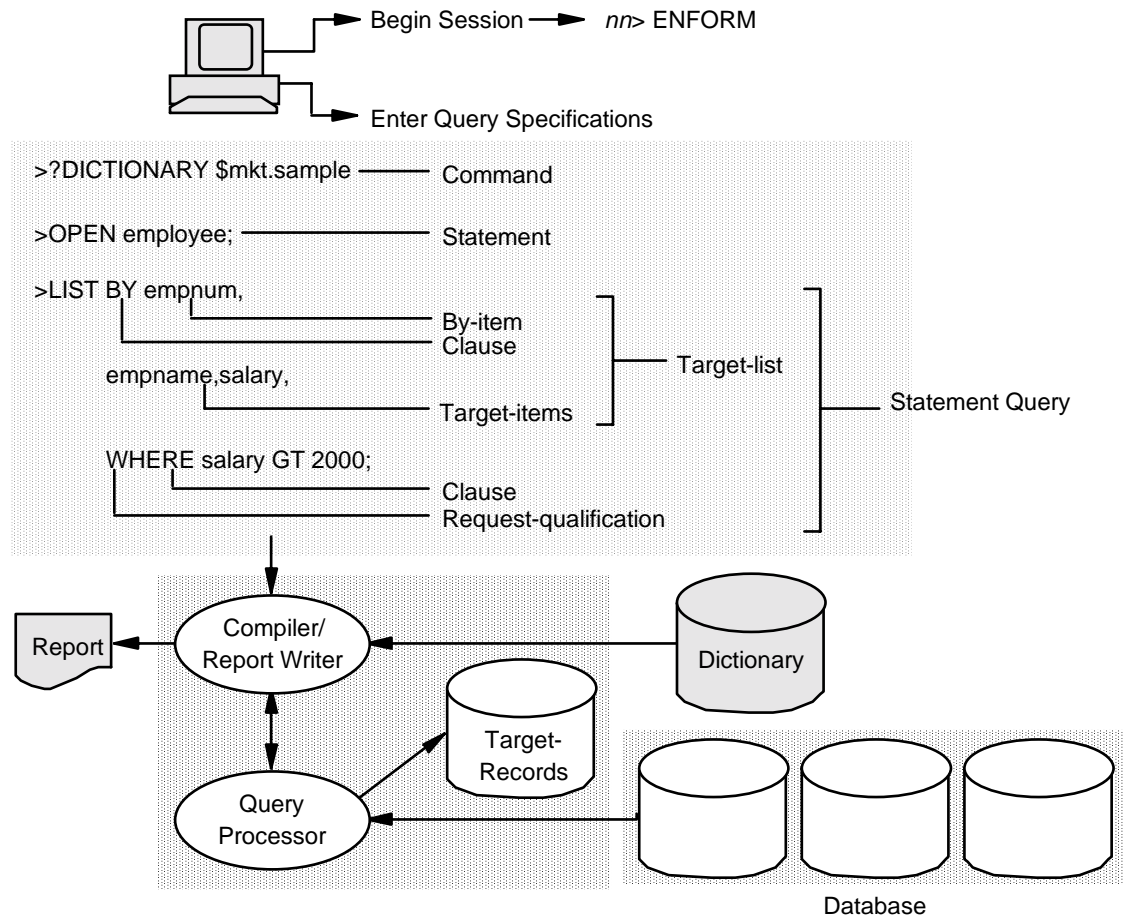 Begin Session
nn> ENFORM
Enter Query Specifications
>?DICTIONARY $mkt.sample
Command
>OPEN employee;
Statement
>LIST BY empnum,
By-item
Clause
Target-list
empname,salary,
Target-items
Statement Query
WHERE salary GT 2000;
Clause
Request-qualification
Report
Compiler/
Report Writer
Dictionary
Target-
Records
Query
Processor
Database